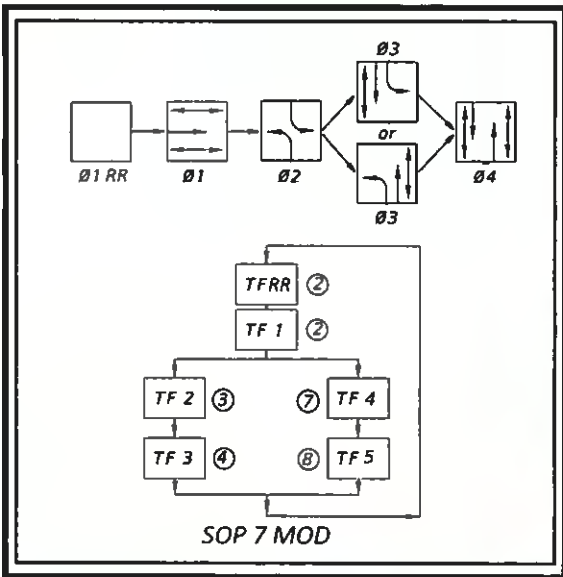 Ø3
or
Ø1 RR
Ø1
Ø2
Ø3
Ø4
TFRR ②
TF 1 ②
TF 2 ③
⑦ TF 4
TF 3 ④
⑧ TF 5
SOP 7 MOD